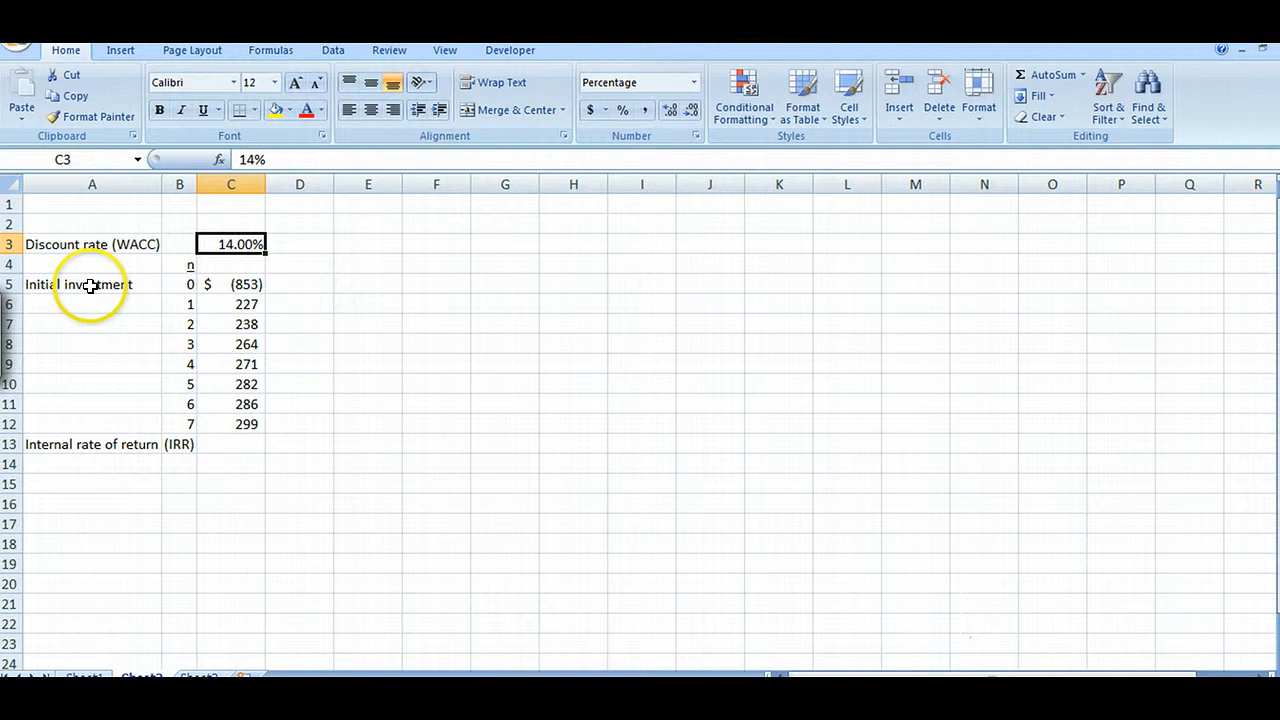 Home Insert Page Layout Formulas Data Review View Developer
Paste Cut Copy Format Painter
Calibri 12 A A
B I U A
Wrap Text
Merge & Center
Percentage
$ % , .0 .00 .00 .0
Conditional Formatting Format as Table Cell Styles
Insert Delete Format
Σ AutoSum
Fill
Clear
Sort & Filter Find & Select
Clipboard Font Alignment Number Styles Cells Editing
C3 fx 14%
A B C D E F G H I J K L M N O P Q R
1
2
3 Discount rate (WACC) 14.00%
4 n
5 Initial investment 0 $ (853)
6 1 227
7 2 238
8 3 264
9 4 271
10 5 282
11 6 286
12 7 299
13 Internal rate of return (IRR)
14
15
16
17
18
19
20
21
22
23
24
Sheet1 Sheet2 Sheet3